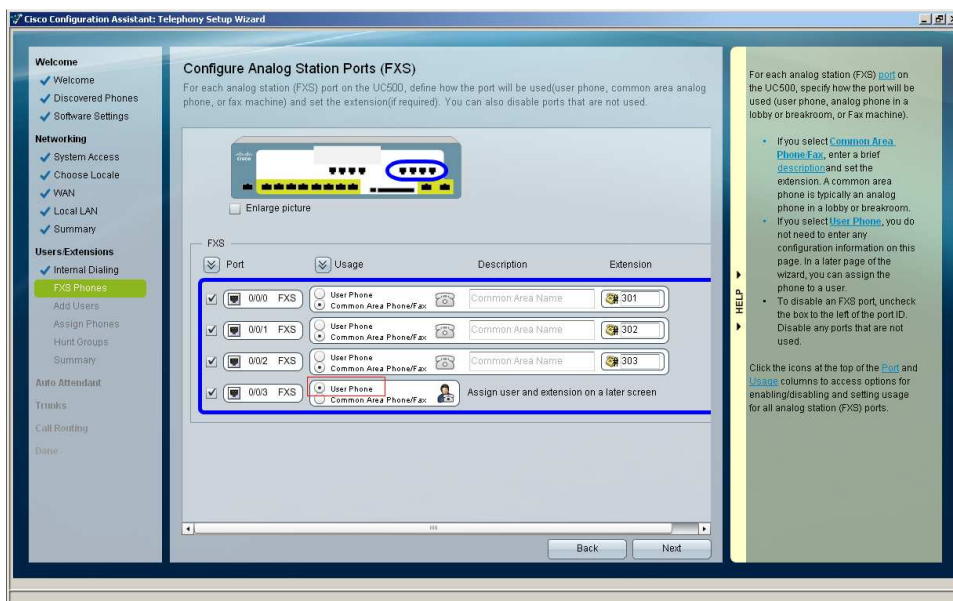 Cisco Configuration Assistant: Telephony Setup Wizard
Welcome
Welcome
Discovered Phones
Software Settings
Networking
System Access
Choose Locale
WAN
Local LAN
Summary
Users/Extensions
Internal Dialing
FXS Phones
Add Users
Assign Phones
Hunt Groups
Summary
Auto Attendant
Trunks
Call Routing
Done
Configure Analog Station Ports (FXS)
For each analog station (FXS) port on the UC500, define how the port will be used(user phone, common area analog
phone, or fax machine) and set the extension(if required). You can also disable ports that are not used.
cisco
Enlarge picture
FXS
Port Usage Description Extension
0/0/0 FXS User Phone Common Area Phone/Fax Common Area Name 301
0/0/1 FXS User Phone Common Area Phone/Fax Common Area Name 302
0/0/2 FXS User Phone Common Area Phone/Fax Common Area Name 303
0/0/3 FXS User Phone Common Area Phone/Fax Assign user and extension on a later screen
Back Next
HELP
For each analog station (FXS) port on
the UC500, specify how the port will be
used (user phone, analog phone in a
lobby or breakroom, or Fax machine).
• If you select Common Area
Phone/Fax, enter a brief
description and set the
extension. A common area
phone is typically an analog
phone in a lobby or breakroom.
• If you select User Phone, you do
not need to enter any
configuration information on this
page. In a later page of the
wizard, you can assign the
phone to a user.
• To disable an FXS port, uncheck
the box to the left of the port ID.
Disable any ports that are not
used.
Click the icons at the top of the Port and
Usage columns to access options for
enabling/disabling and setting usage
for all analog station (FXS) ports.